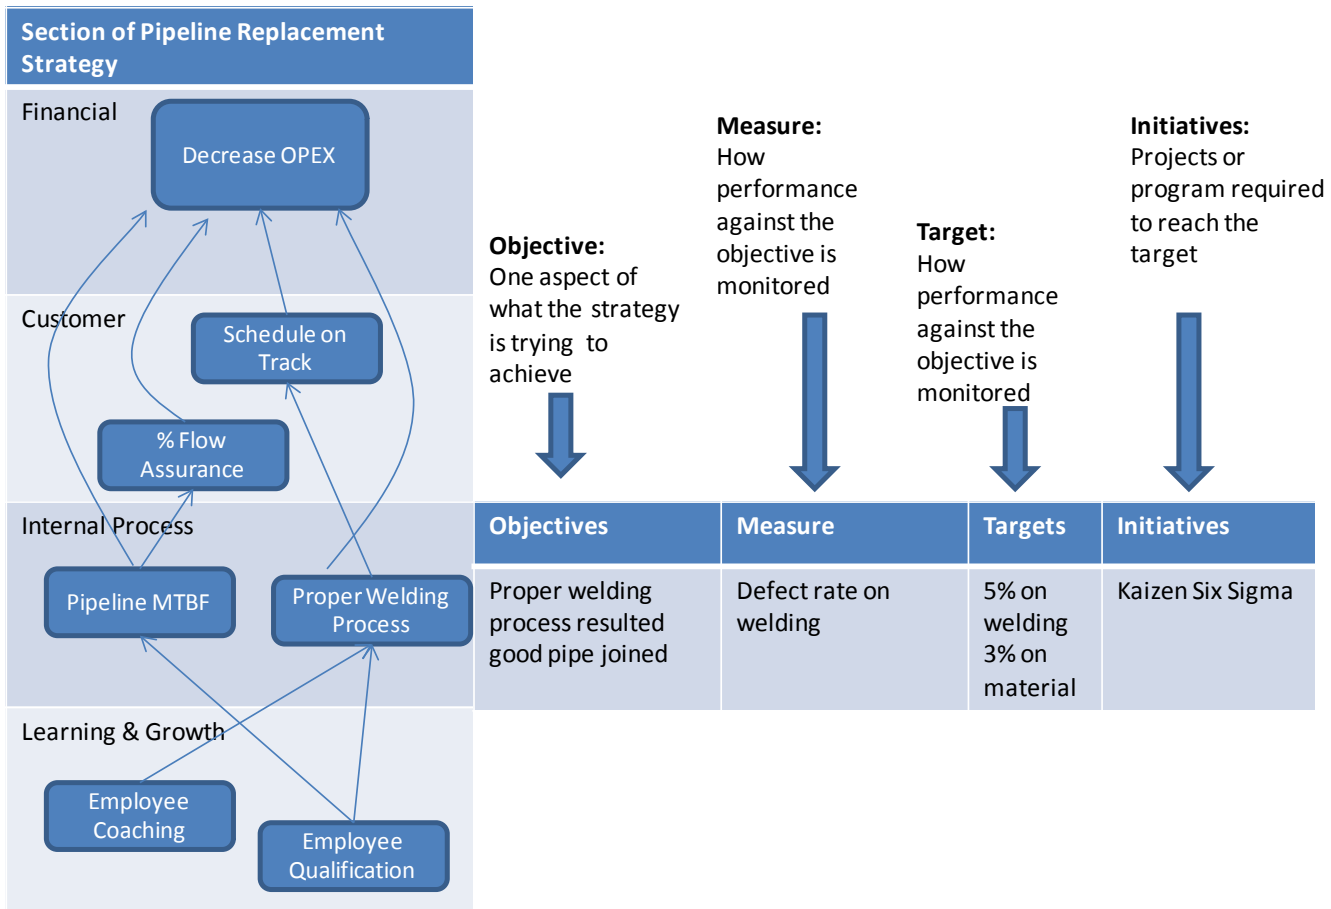 Section of Pipeline Replacement
Strategy
Financial
Decrease OPEX
Customer
Schedule on
Track
% Flow
Assurance
Internal Process
Pipeline MTBF
Proper Welding
Process
Learning & Growth
Employee
Coaching
Employee
Qualification
Objective:
One aspect of
what the strategy
is trying to
achieve
Measure:
How
performance
against the
objective is
monitored
Target:
How
performance
against the
objective is
monitored
Initiatives:
Projects or
program required
to reach the
target
Objectives
Measure
Targets
Initiatives
Proper welding
process resulted
good pipe joined
Defect rate on
welding
5% on
welding
3% on
material
Kaizen Six Sigma